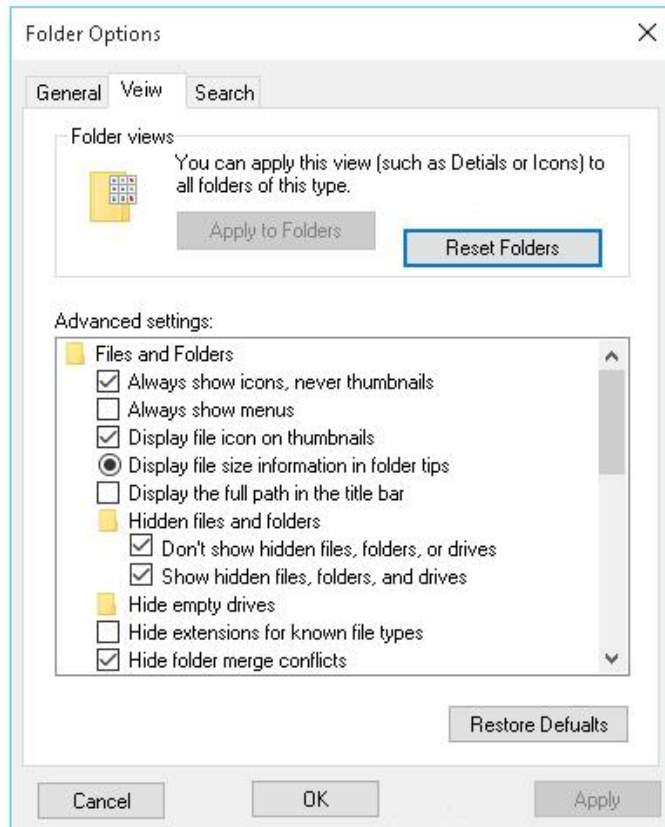 Folder Options
General Veiw Search
Folder views
You can apply this view (such as Detials or Icons) to
all folders of this type.
Apply to Folders
Reset Folders
Advanced settings:
Files and Folders
Always show icons, never thumbnails
Always show menus
Display file icon on thumbnails
Display file size information in folder tips
Display the full path in the title bar
Hidden files and folders
Don't show hidden files, folders, or drives
Show hidden files, folders, and drives
Hide empty drives
Hide extensions for known file types
Hide folder merge conflicts
Restore Defualts
Cancel OK Apply